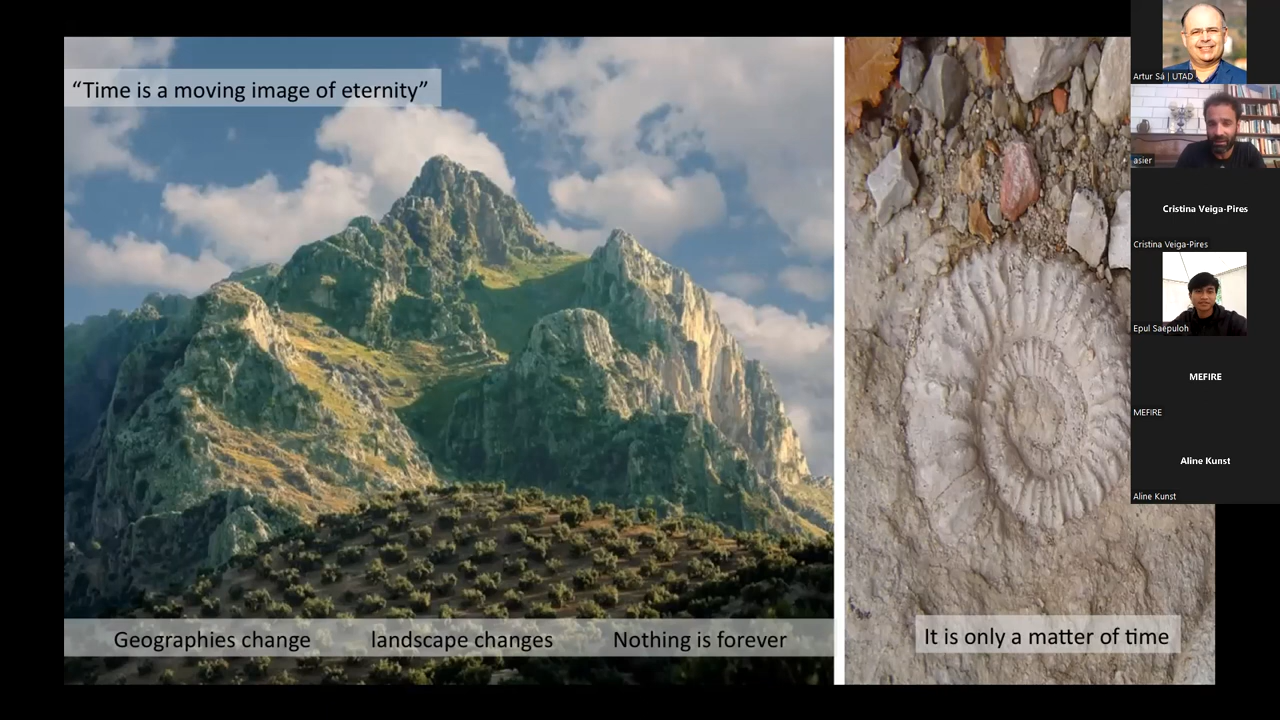 “Time is a moving image of eternity”
Geographies change landscape changes Nothing is forever
It is only a matter of time
Artur Sá | UTAD
asier
Cristina Veiga-Pires
Cristina Veiga-Pires
Epul Saepuloh
MEFIRE
MEFIRE
Aline Kunst
Aline Kunst